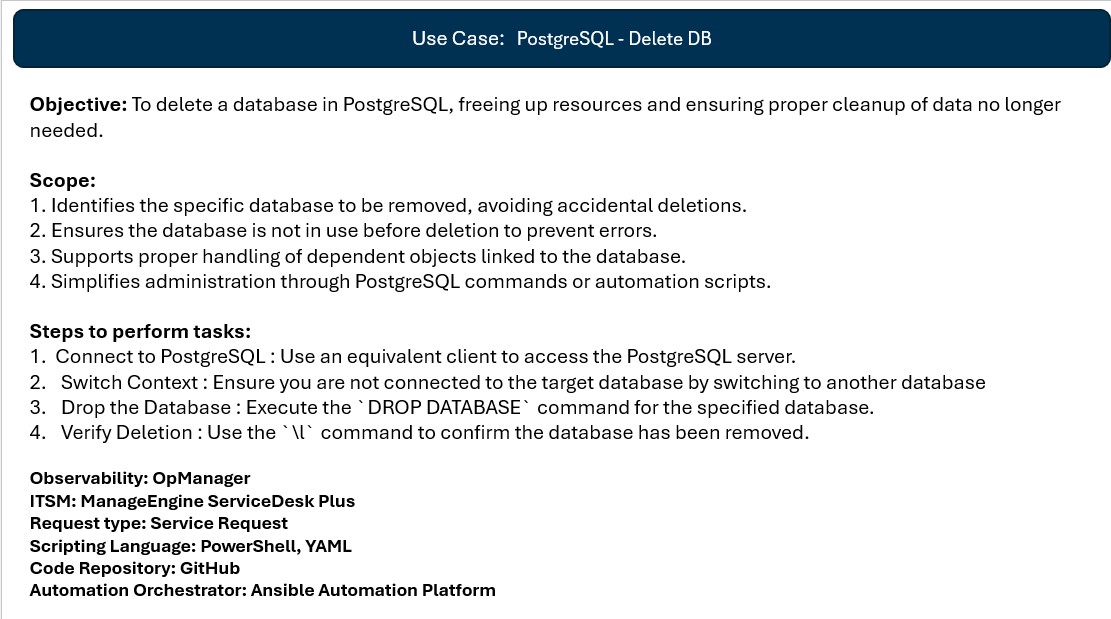 Use Case: PostgreSQL - Delete DB
Objective: To delete a database in PostgreSQL, freeing up resources and ensuring proper cleanup of data no longer
needed.
Scope:
1. Identifies the specific database to be removed, avoiding accidental deletions.
2. Ensures the database is not in use before deletion to prevent errors.
3. Supports proper handling of dependent objects linked to the database.
4. Simplifies administration through PostgreSQL commands or automation scripts.
Steps to perform tasks:
1. Connect to PostgreSQL : Use an equivalent client to access the PostgreSQL server.
2. Switch Context : Ensure you are not connected to the target database by switching to another database
3. Drop the Database : Execute the `DROP DATABASE` command for the specified database.
4. Verify Deletion : Use the `\l` command to confirm the database has been removed.
Observability: OpManager
ITSM: ManageEngine ServiceDesk Plus
Request type: Service Request
Scripting Language: PowerShell, YAML
Code Repository: GitHub
Automation Orchestrator: Ansible Automation Platform